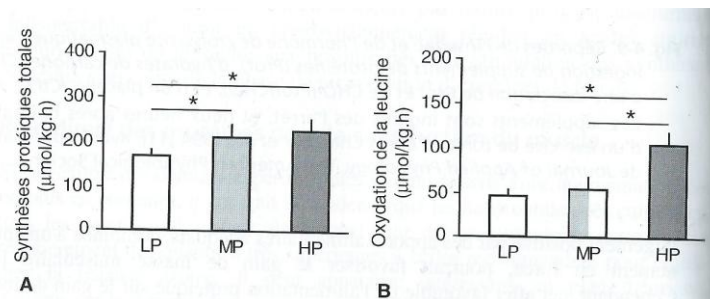 Synthèses protéiques totales
(µmol/kg.h)
400
300
200
100
0
*
*
LP
MP
HP
A
Oxydation de la leucine
(µmol/kg.h)
200
150
100
50
0
*
*
LP
MP
HP
B